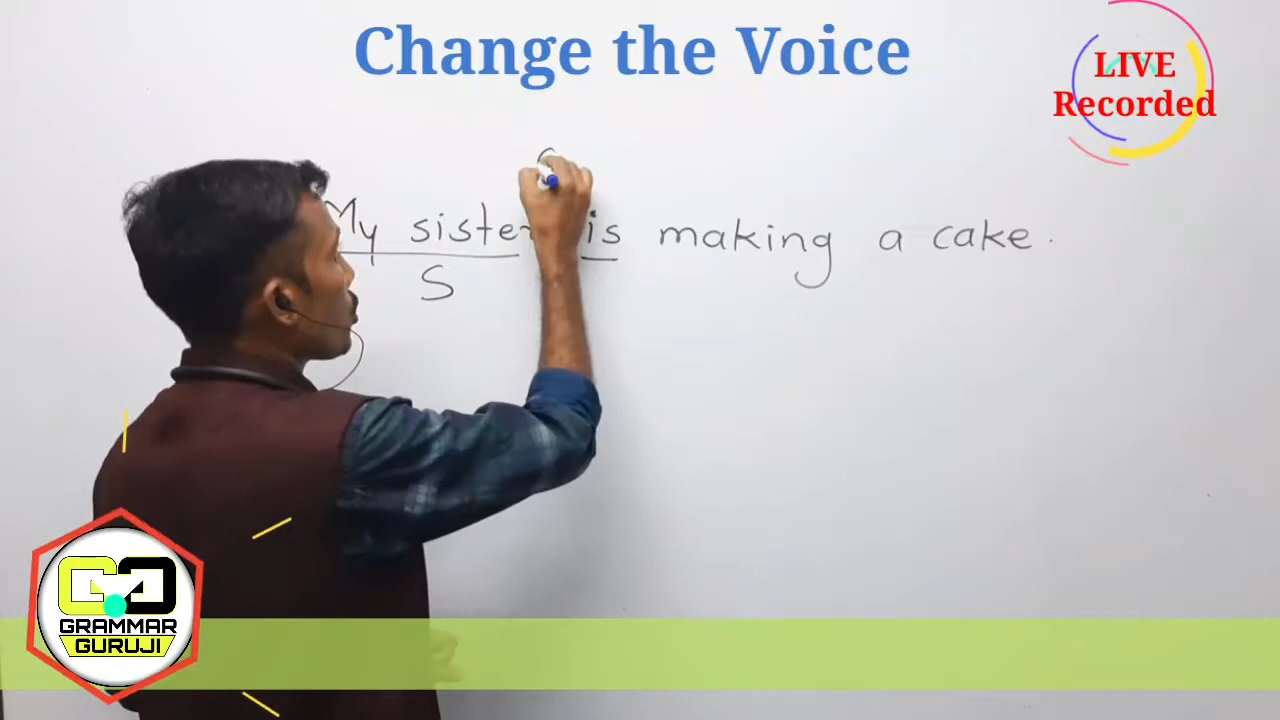 Change the Voice
LIVE
Recorded
My sister is making a cake.
S
GRAMMAR
GURUJI